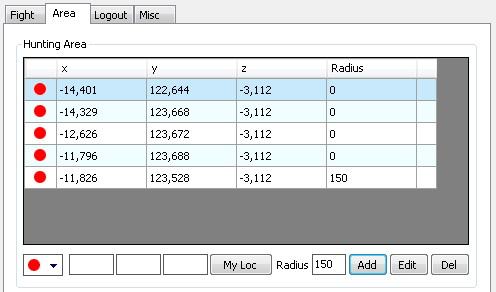 Fight Area Logout Misc
Hunting Area
x y z Radius
-14,401 122,644 -3,112 0
-14,329 123,668 -3,112 0
-12,626 123,672 -3,112 0
-11,796 123,688 -3,112 0
-11,826 123,528 -3,112 150
My Loc Radius 150 Add Edit Del